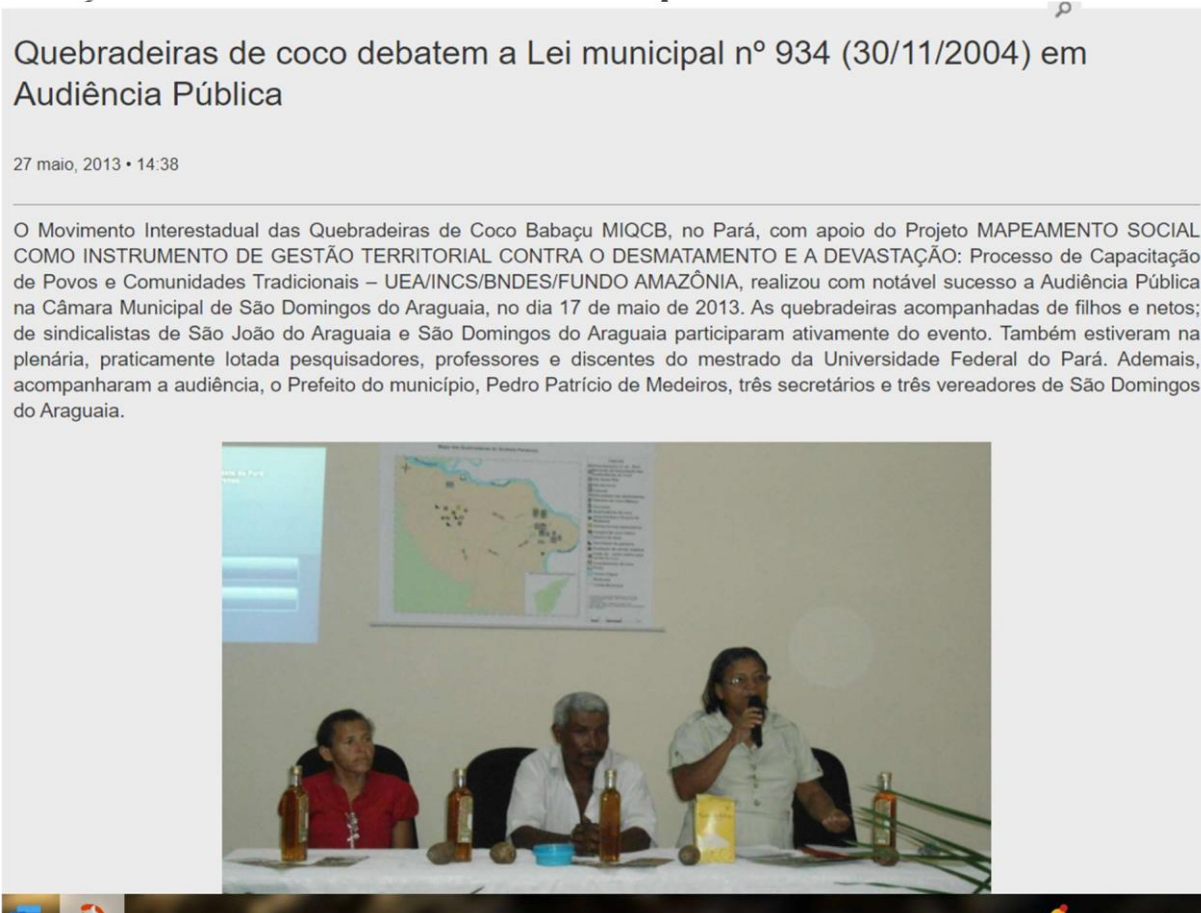 Quebradeiras de coco debatem a Lei municipal nº 934 (30/11/2004) em
Audiência Pública
27 maio, 2013 • 14:38
O Movimento Interestadual das Quebradeiras de Coco Babaçu MIQCB, no Pará, com apoio do Projeto MAPEAMENTO SOCIAL
COMO INSTRUMENTO DE GESTÃO TERRITORIAL CONTRA O DESMATAMENTO E A DEVASTAÇÃO: Processo de Capacitação
de Povos e Comunidades Tradicionais – UEA/INCS/BNDES/FUNDO AMAZÔNIA, realizou com notável sucesso a Audiência Pública
na Câmara Municipal de São Domingos do Araguaia, no dia 17 de maio de 2013. As quebradeiras acompanhadas de filhos e netos;
de sindicalistas de São João do Araguaia e São Domingos do Araguaia participaram ativamente do evento. Também estiveram na
plenária, praticamente lotada pesquisadores, professores e discentes do mestrado da Universidade Federal do Pará. Ademais,
acompanharam a audiência, o Prefeito do município, Pedro Patrício de Medeiros, três secretários e três vereadores de São Domingos
do Araguaia.